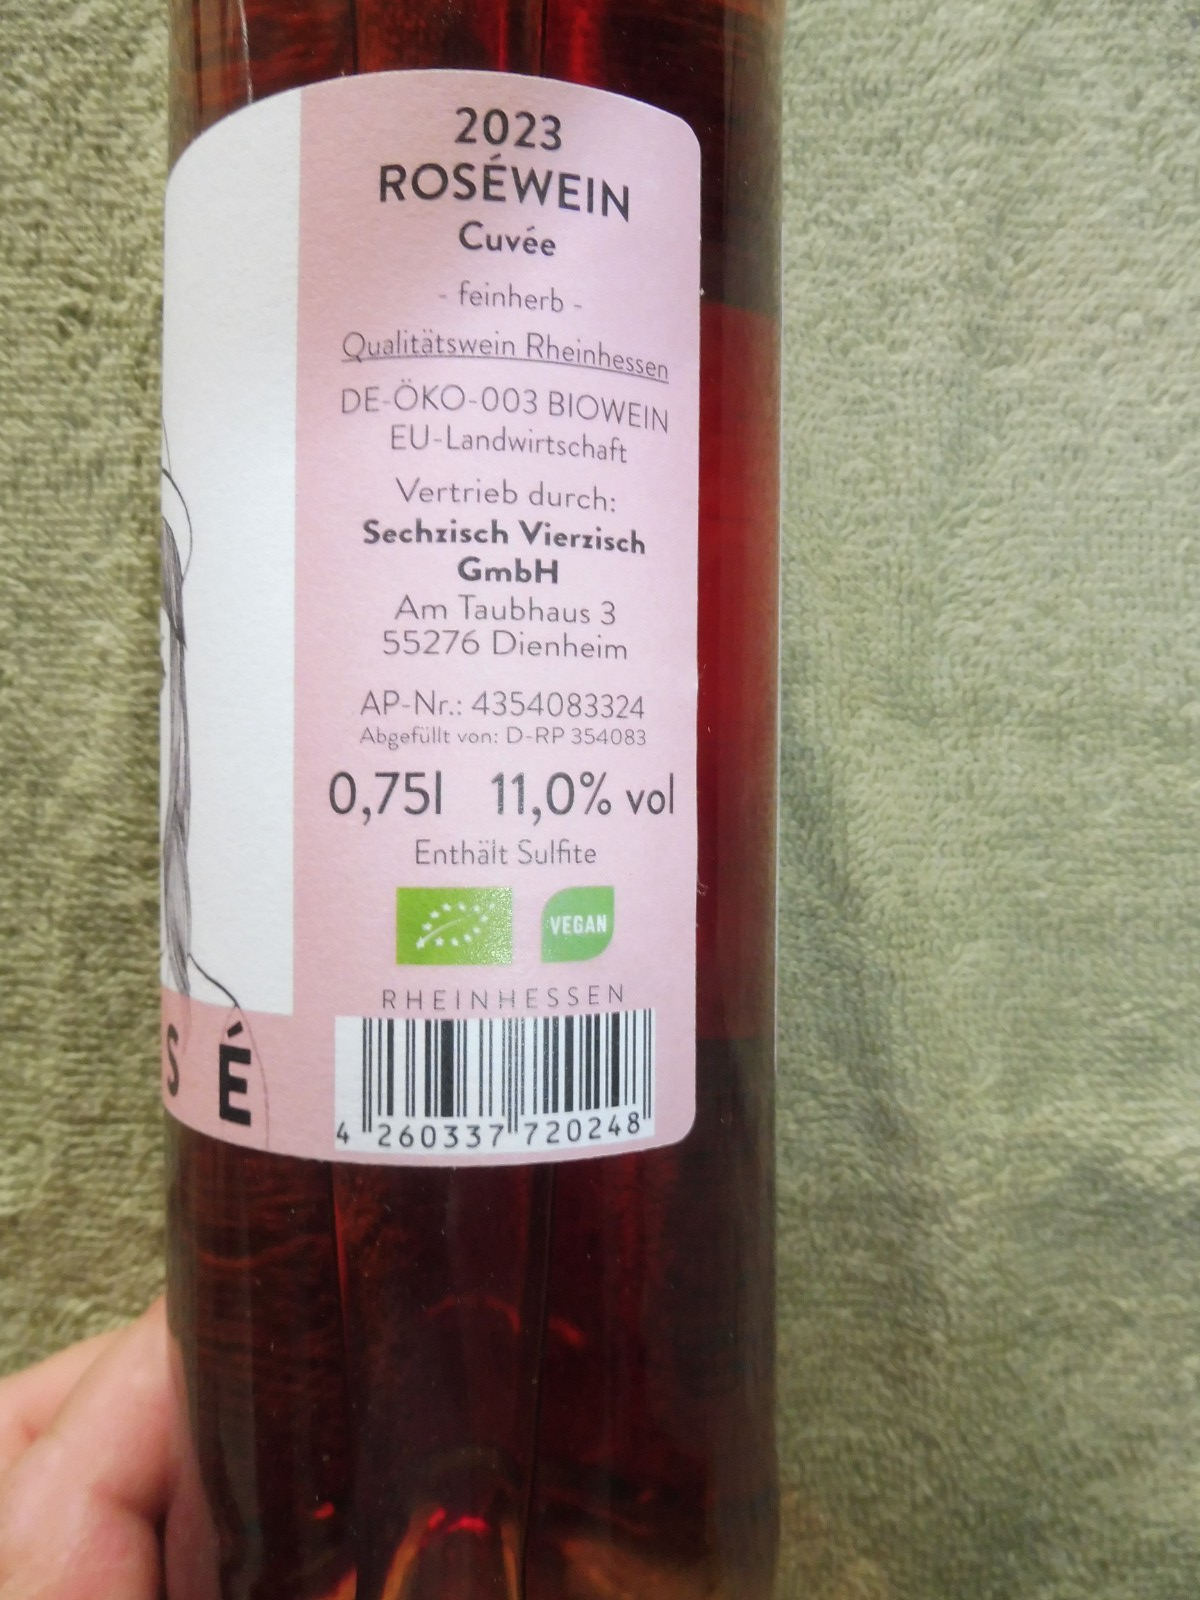 2023
ROSÉWEIN
Cuvée
- feinherb -
Qualitätswein Rheinhessen
DE-ÖKO-003 BIOWEIN
EU-Landwirtschaft
Vertrieb durch:
Sechzisch Vierzisch
GmbH
Am Taubhaus 3
55276 Dienheim
AP-Nr.: 4354083324
Abgefüllt von: D-RP 354083
0,75l 11,0% vol
Enthält Sulfite
VEGAN
RHEINHESSEN
4 260337 720248
SÉ